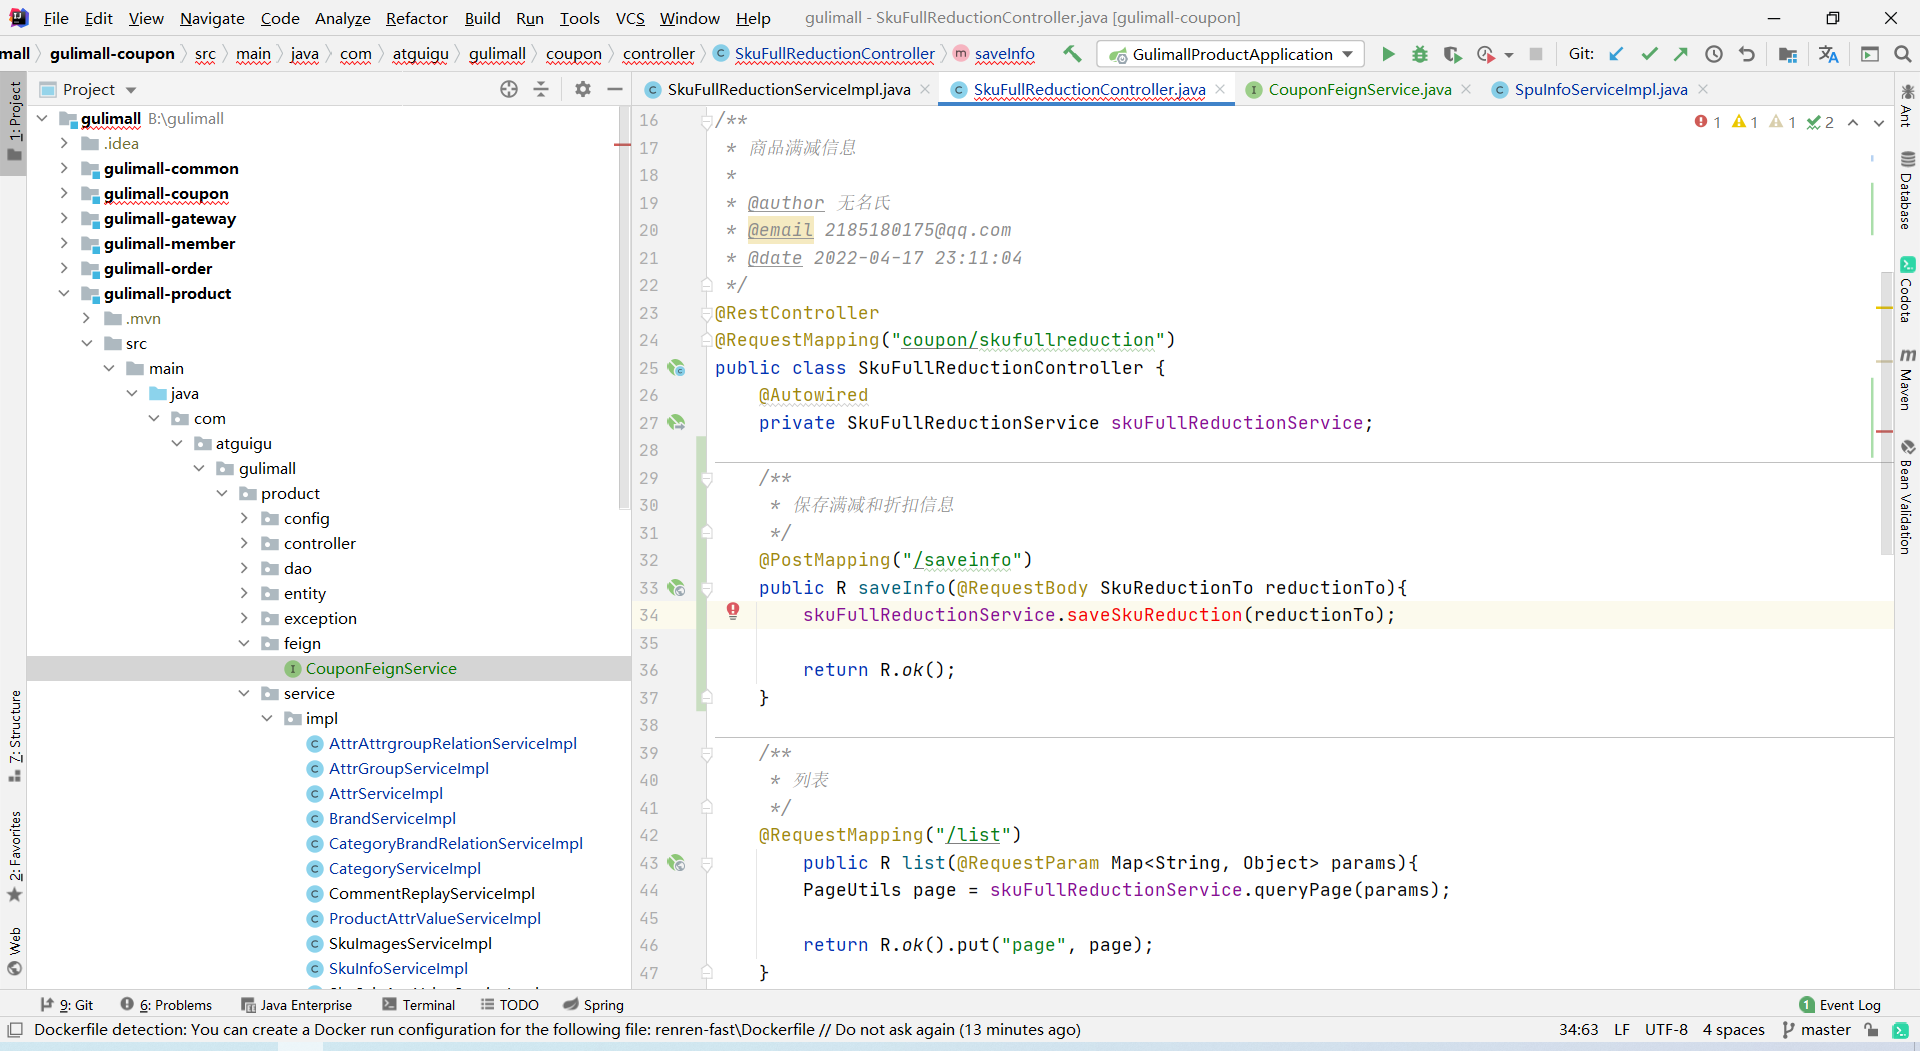 File Edit View Navigate Code Analyze Refactor Build Run Tools VCS Window Help gulimall - SkuFullReductionController.java [gulimall-coupon]
mall gulimall-coupon src main java com atguigu gulimall coupon controller SkuFullReductionController saveInfo GulimallProductApplication Git:
1: Project
7: Structure
2: Favorites
Web
Project
gulimall B:\gulimall
.idea
gulimall-common
gulimall-coupon
gulimall-gateway
gulimall-member
gulimall-order
gulimall-product
.mvn
src
main
java
com
atguigu
gulimall
product
config
controller
dao
entity
exception
feign
CouponFeignService
service
impl
AttrAttrgroupRelationServiceImpl
AttrGroupServiceImpl
AttrServiceImpl
BrandServiceImpl
CategoryBrandRelationServiceImpl
CategoryServiceImpl
CommentReplayServiceImpl
ProductAttrValueServiceImpl
SkuImagesServiceImpl
SkuInfoServiceImpl
SkuFullReductionServiceImpl.java SkuFullReductionController.java CouponFeignService.java SpuInfoServiceImpl.java
1 1 1 2
16 /**
17 * 商品满减信息
18 *
19 * @author 无名氏
20 * @email 2185180175@qq.com
21 * @date 2022-04-17 23:11:04
22 */
23 @RestController
24 @RequestMapping("coupon/skufullreduction")
25 public class SkuFullReductionController {
26 @Autowired
27 private SkuFullReductionService skuFullReductionService;
28
29 /**
30 * 保存满减和折扣信息
31 */
32 @PostMapping("/saveinfo")
33 public R saveInfo(@RequestBody SkuReductionTo reductionTo){
34 skuFullReductionService.saveSkuReduction(reductionTo);
35
36 return R.ok();
37 }
38
39 /**
40 * 列表
41 */
42 @RequestMapping("/list")
43 public R list(@RequestParam Map<String, Object> params){
44 PageUtils page = skuFullReductionService.queryPage(params);
45
46 return R.ok().put("page", page);
47 }
Ant
Database
Codota
Maven
Bean Validation
9: Git 6: Problems Java Enterprise Terminal TODO Spring 1 Event Log
Dockerfile detection: You can create a Docker run configuration for the following file: renren-fast\Dockerfile // Do not ask again (13 minutes ago) 34:63 LF UTF-8 4 spaces master